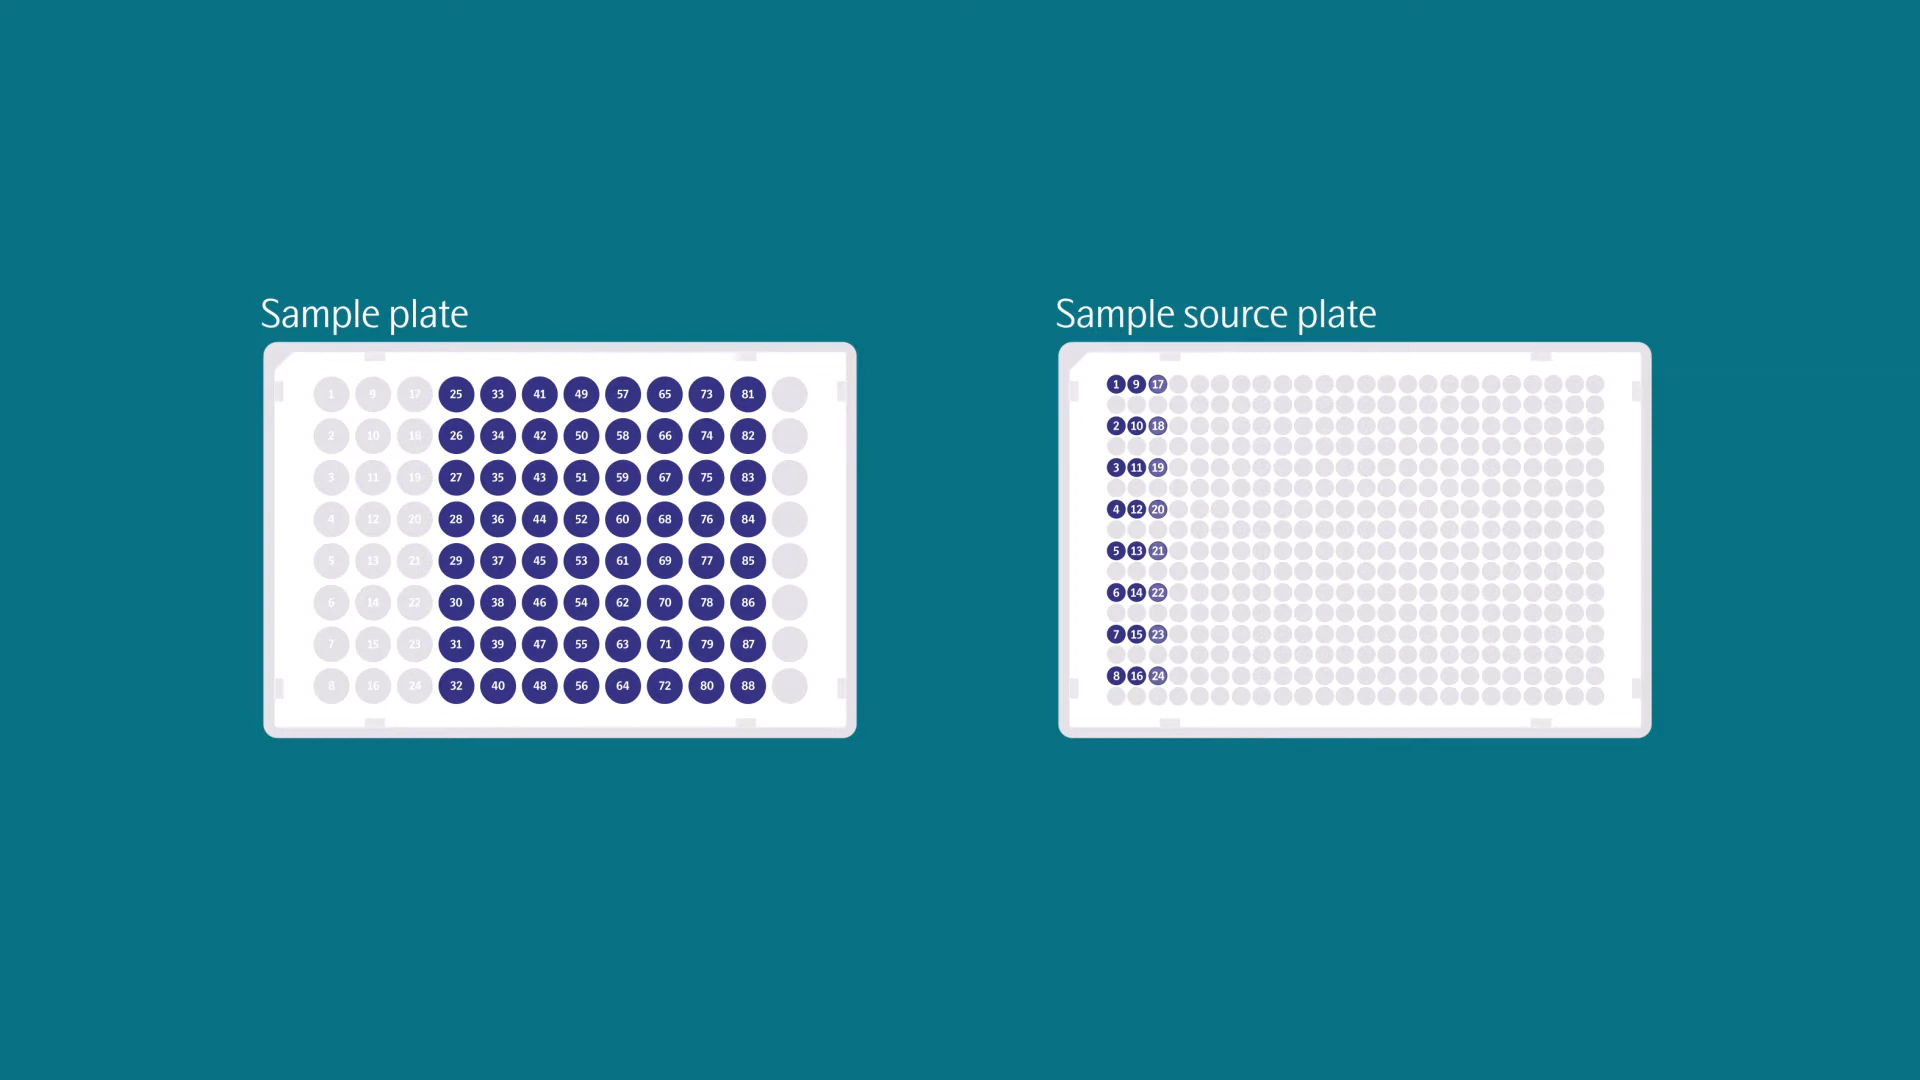 Sample plate
1 9 17 25 33 41 49 57 65 73 81
2 10 18 26 34 42 50 58 66 74 82
3 11 19 27 35 43 51 59 67 75 83
4 12 20 28 36 44 52 60 68 76 84
5 13 21 29 37 45 53 61 69 77 85
6 14 22 30 38 46 54 62 70 78 86
7 15 23 31 39 47 55 63 71 79 87
8 16 24 32 40 48 56 64 72 80 88
Sample source plate
1 9 17
2 10 18
3 11 19
4 12 20
5 13 21
6 14 22
7 15 23
8 16 24